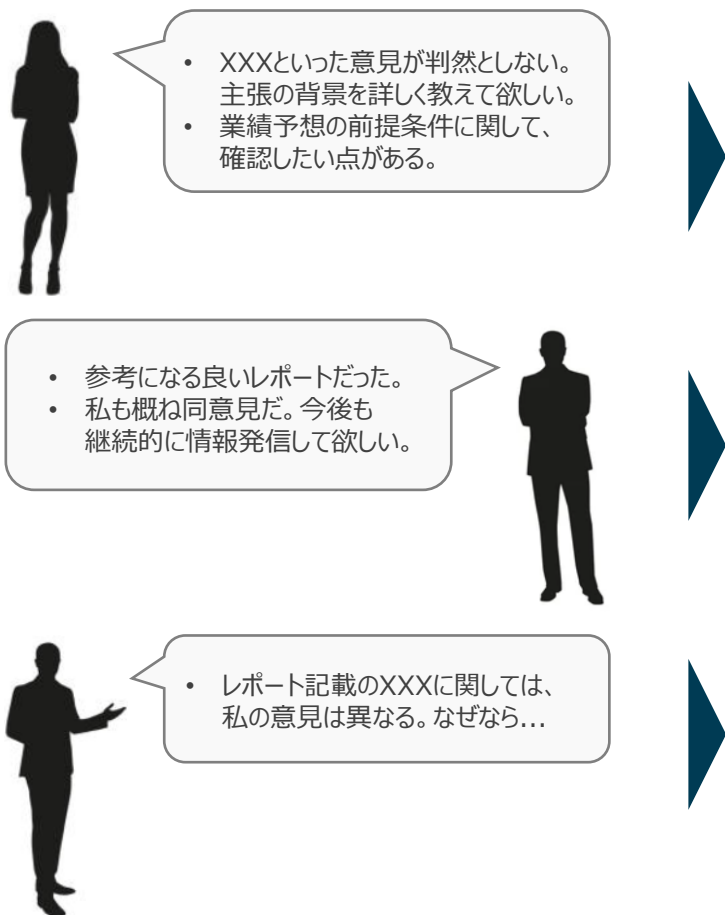 • XXXといった意見が判然としない。
主張の背景を詳しく教えて欲しい。
• 業績予想の前提条件に関して、
確認したい点がある。
• 参考になる良いレポートだった。
• 私も概ね同意見だ。今後も
継続的に情報発信して欲しい。
• レポート記載のXXXに関しては、
私の意見は異なる。なぜなら…